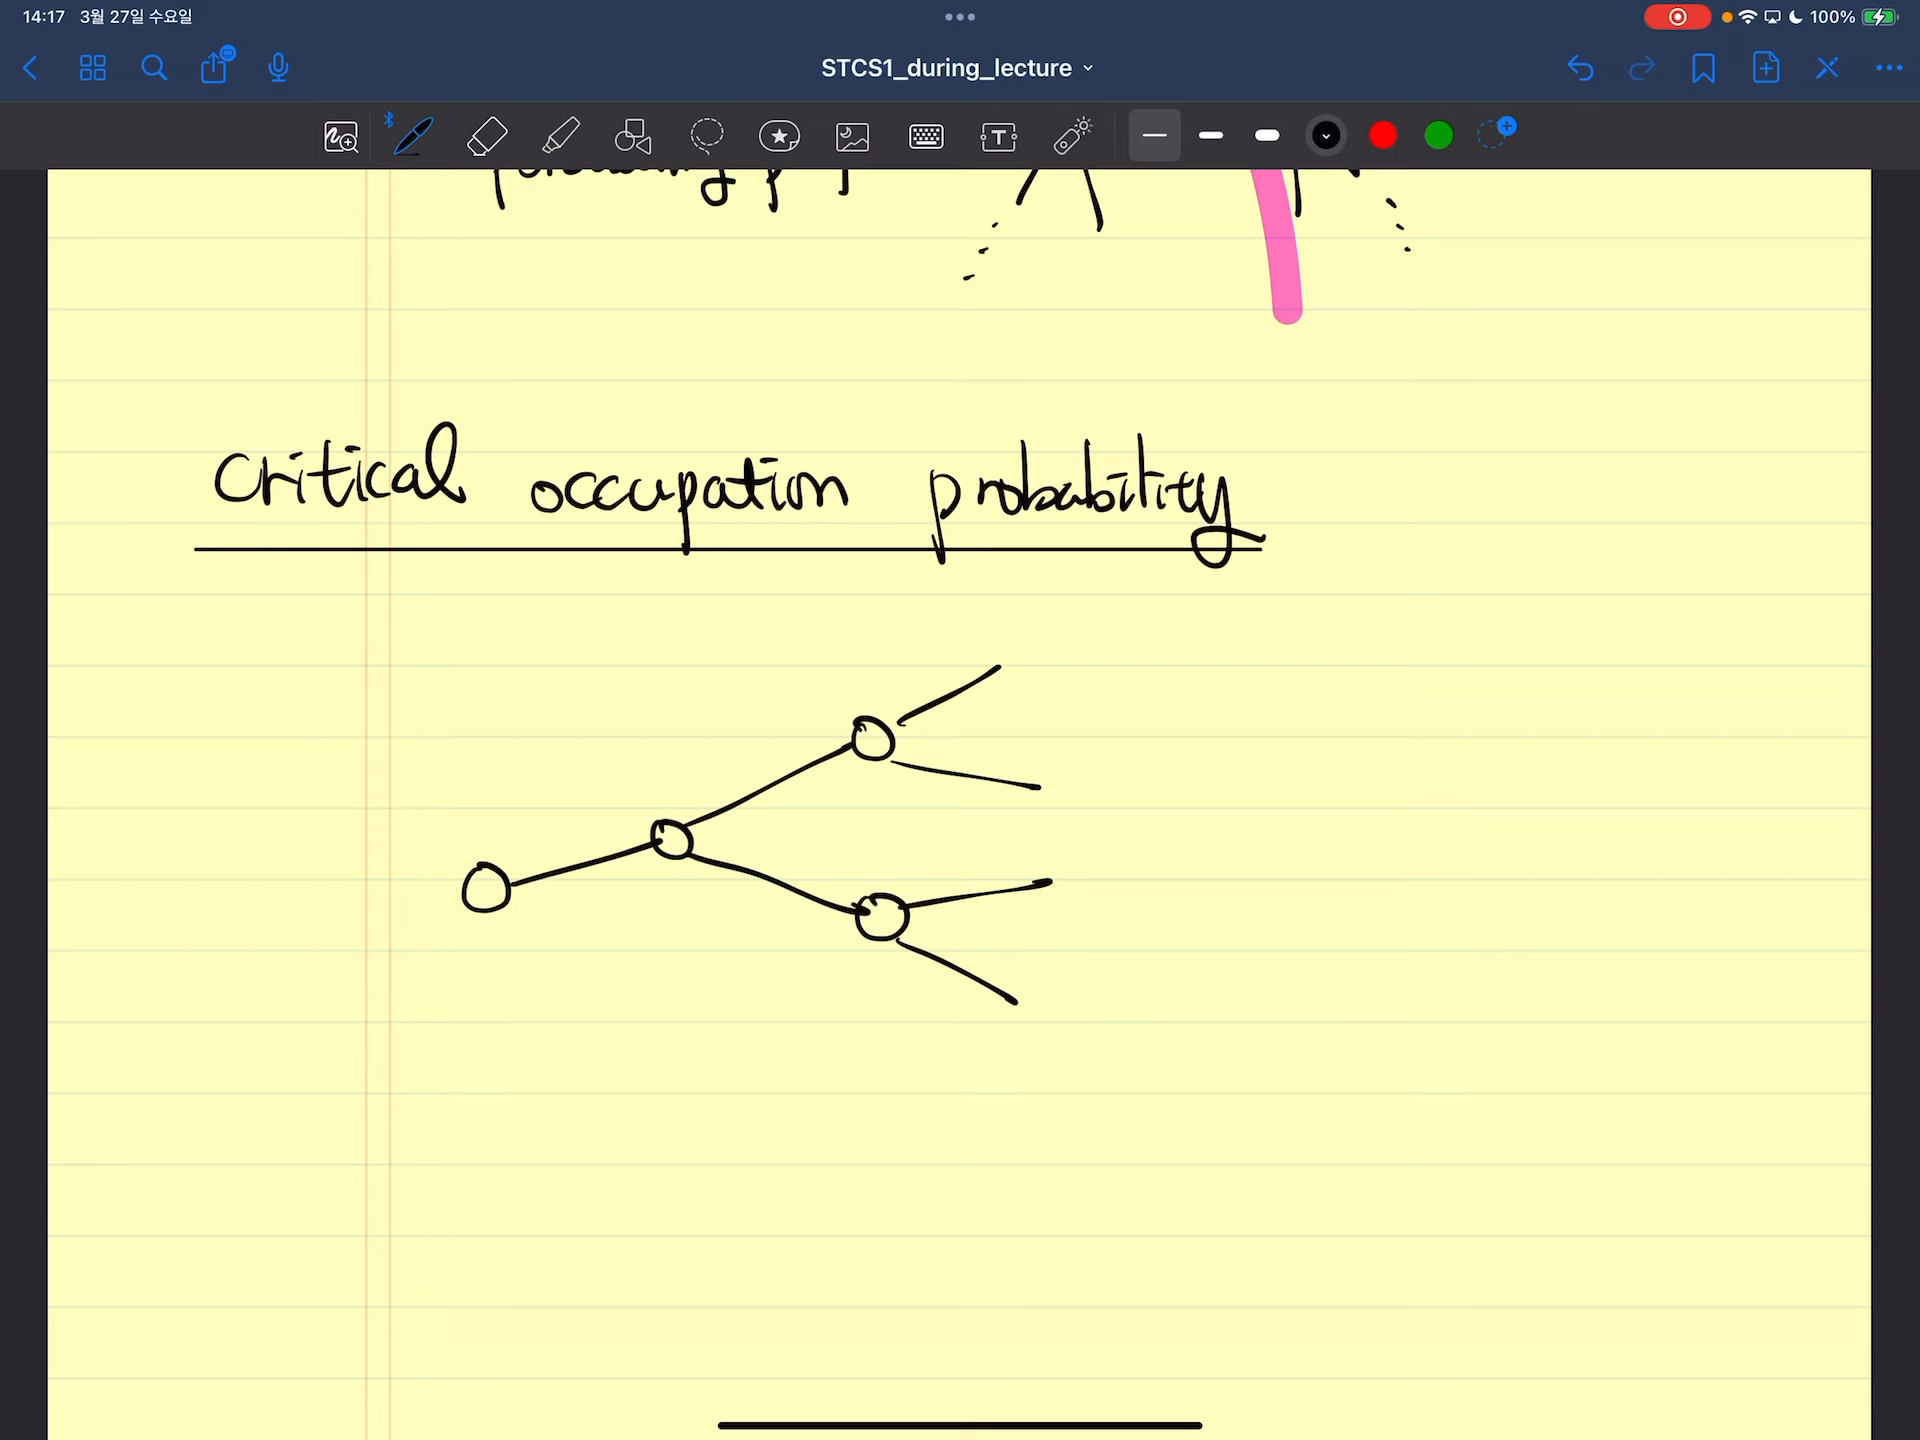 14:17 3월 27일 수요일
100%
STCS1_during_lecture
T
Critical occupation probability